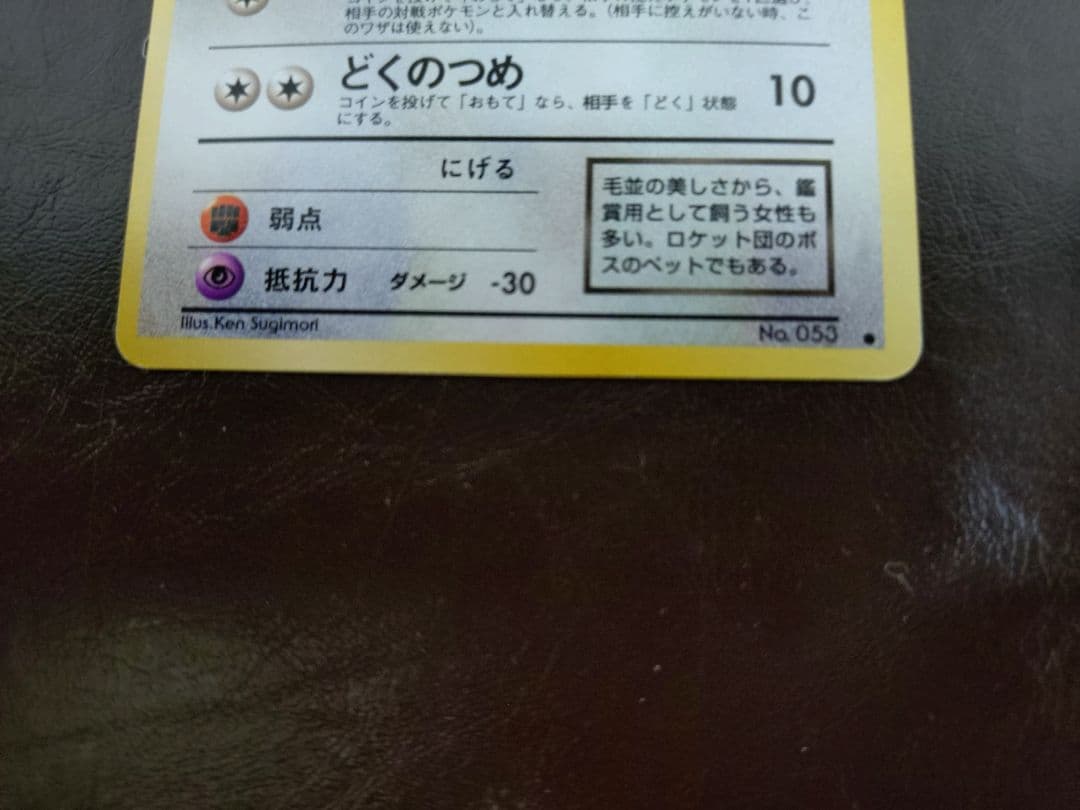 相手の対戦ポケモンと入れ替える。(相手に控えがいない時、こ
のワザは使えない)。
どくのつめ
10
コインを投げて「おもて」なら、相手を「どく」状態
にする。
にげる
弱点
抵抗力 ダメージ -30
毛並の美しさから、鑑
賞用として飼う女性も
多い。ロケット団のボ
スのペットでもある。
Illus.Ken Sugimori
No. 053